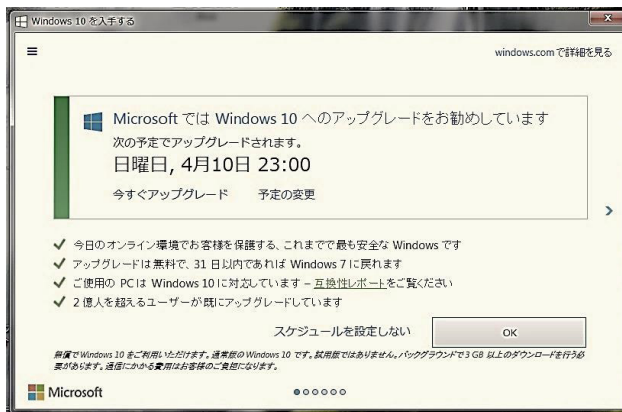 Windows 10 を入手する
windows.com で詳細を見る
Microsoft では Windows 10 へのアップグレードをお勧めしています
次の予定でアップグレードされます。
日曜日, 4月10日 23:00
今すぐアップグレード 予定の変更
今日のオンライン環境でお客様を保護する、これまでで最も安全な Windows です
アップグレードは無料で、31 日以内であれば Windows 7 に戻れます
ご使用の PC は Windows 10 に対応しています – 互換性レポートをご覧ください
2 億人を超えるユーザーが既にアップグレードしています
スケジュールを設定しない OK
無償で Windows 10 をご利用いただけます。通常版の Windows 10 です。試用版ではありません。バックグラウンドで 3 GB 以上のダウンロードを行う必
要があります。通信にかかる費用はお客様のご負担になります。
Microsoft